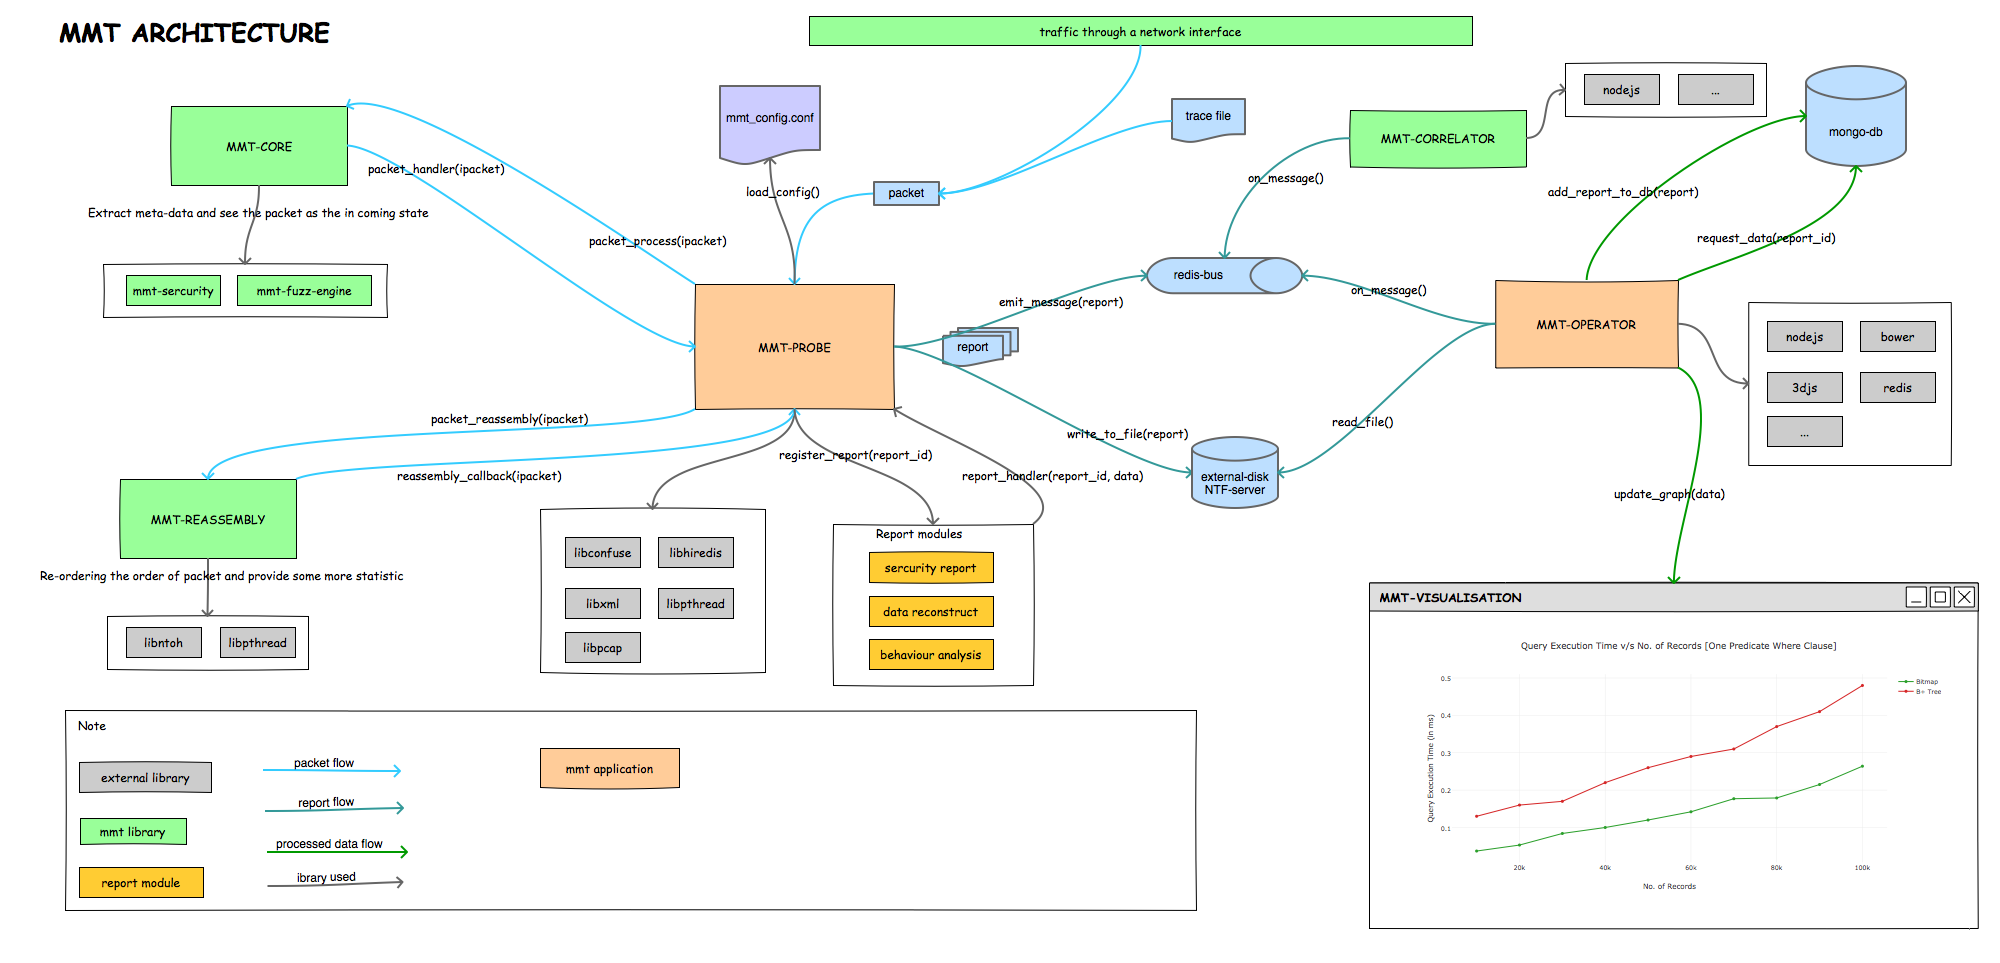 MMT ARCHITECTURE
traffic through a network interface
mmt_config.conf
trace file
nodejs
...
mongo-db
MMT-CORE
MMT-CORRELATOR
packet_handler(ipacket)
on_message()
load_config()
packet
add_report_to_db(report)
Extract meta-data and see the packet as the in coming state
packet_process(ipacket)
request_data(report_id)
mmt-sercurity
mmt-fuzz-engine
redis-bus
emit_message(report)
on_message()
MMT-PROBE
report
MMT-OPERATOR
nodejs
bower
3djs
redis
...
packet_reassembly(ipacket)
read_file()
write_to_file(report)
register_report(report_id)
reassembly_callback(ipacket)
report_handler(report_id, data)
external-disk
NTF-server
update_graph(data)
MMT-REASSEMBLY
Re-ordering the order of packet and provide some more statistic
libntoh
libpthread
libconfuse
libhiredis
libxml
libpthread
libpcap
Report modules
sercurity report
data reconstruct
behaviour analysis
MMT-VISUALISATION
Query Execution Time v/s No. of Records [One Predicate Where Clause]
Bitmap
B+ Tree
Query Execution Time (in ms)
0.5
0.4
0.3
0.2
0.1
20k
40k
60k
80k
100k
No. of Records
Note
external library
packet flow
mmt application
report flow
mmt library
processed data flow
report module
ibrary used